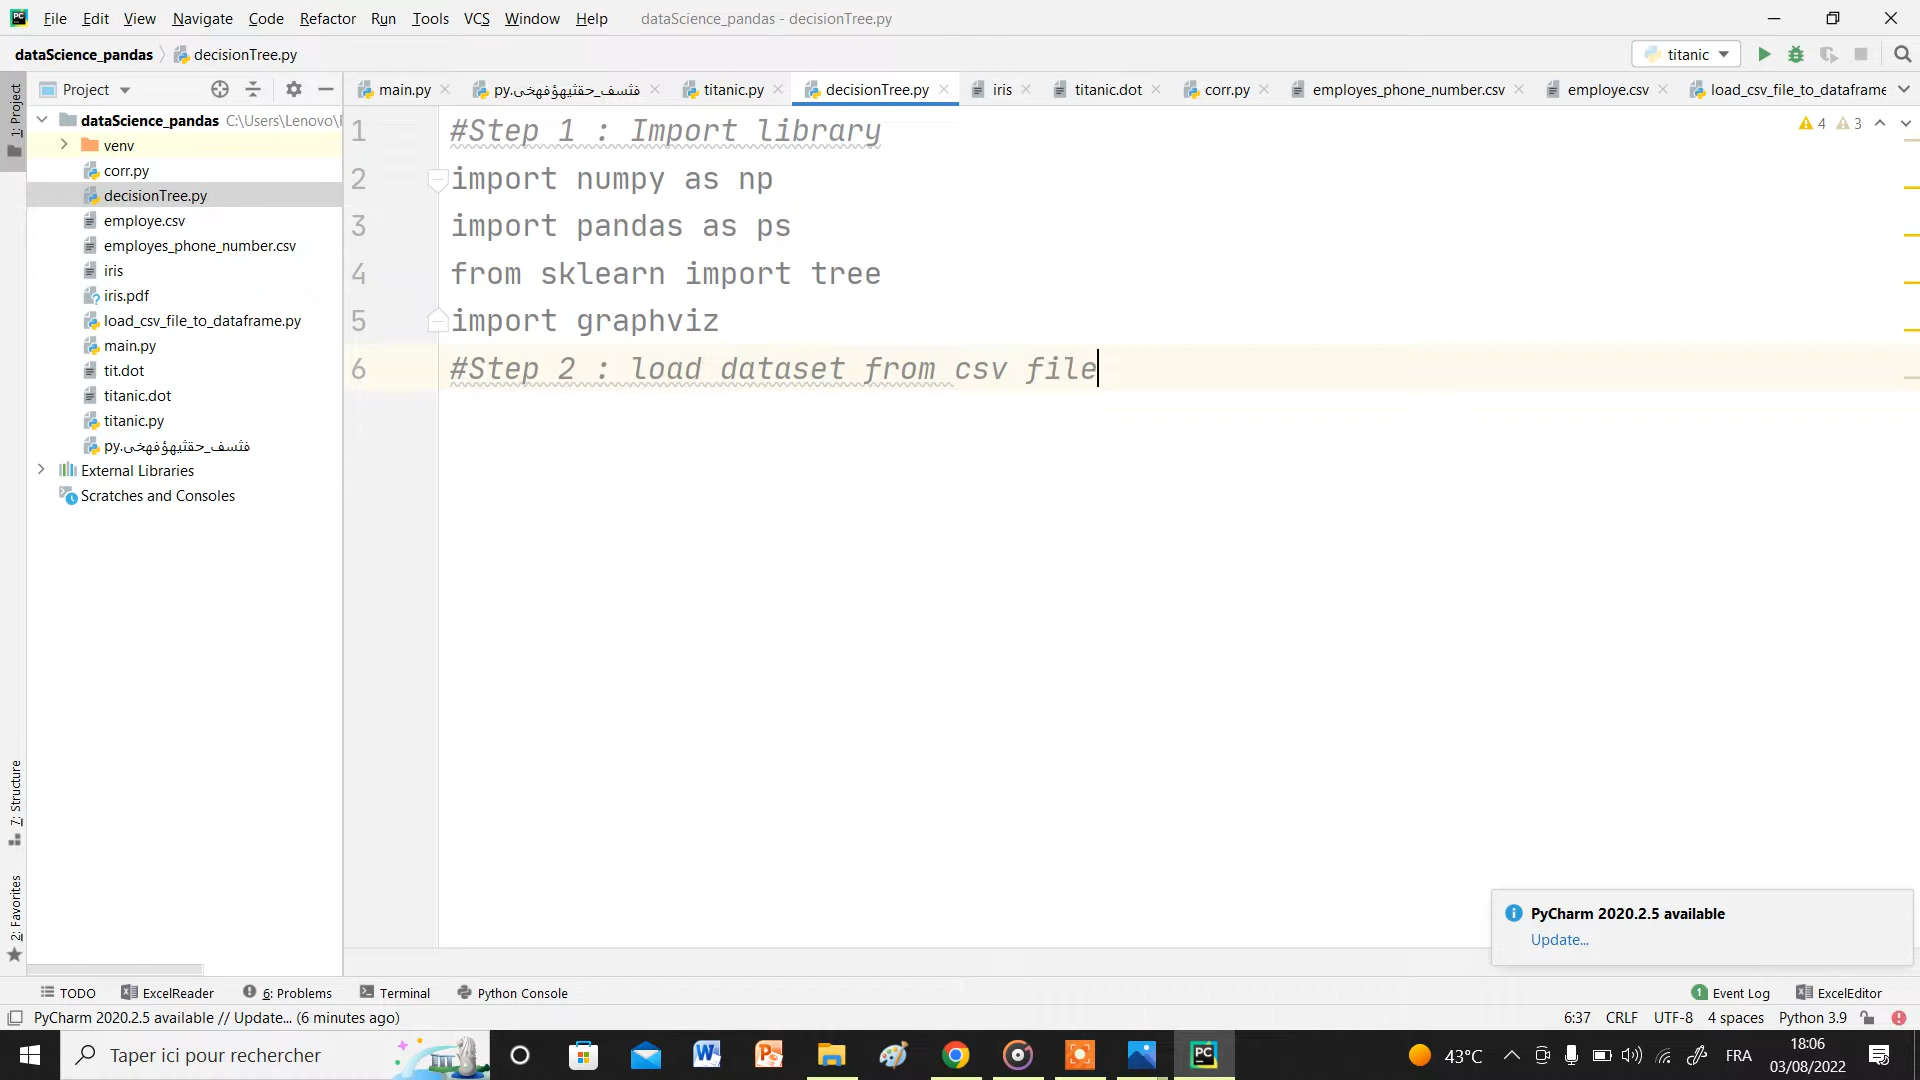 File Edit View Navigate Code Refactor Run Tools VCS Window Help dataScience_pandas - decisionTree.py
dataScience_pandas decisionTree.py titanic
Project main.py فثسف_حقثيهؤفهخى.py titanic.py decisionTree.py iris titanic.dot corr.py employes_phone_number.csv employe.csv load_csv_file_to_dataframe
1: Project
dataScience_pandas C:\Users\Lenovo\
venv
corr.py
decisionTree.py
employe.csv
employes_phone_number.csv
iris
iris.pdf
load_csv_file_to_dataframe.py
main.py
tit.dot
titanic.dot
titanic.py
فثسف_حقثيهؤفهخى.py
External Libraries
Scratches and Consoles
4 3
1 #Step 1 : Import library
2 import numpy as np
3 import pandas as ps
4 from sklearn import tree
5 import graphviz
6 #Step 2 : load dataset from csv file
7: Structure
2: Favorites
PyCharm 2020.2.5 available
Update...
TODO ExcelReader 6: Problems Terminal Python Console 1 Event Log ExcelEditor
PyCharm 2020.2.5 available // Update... (6 minutes ago) 6:37 CRLF UTF-8 4 spaces Python 3.9
Taper ici pour rechercher 43°C FRA 18:06
03/08/2022